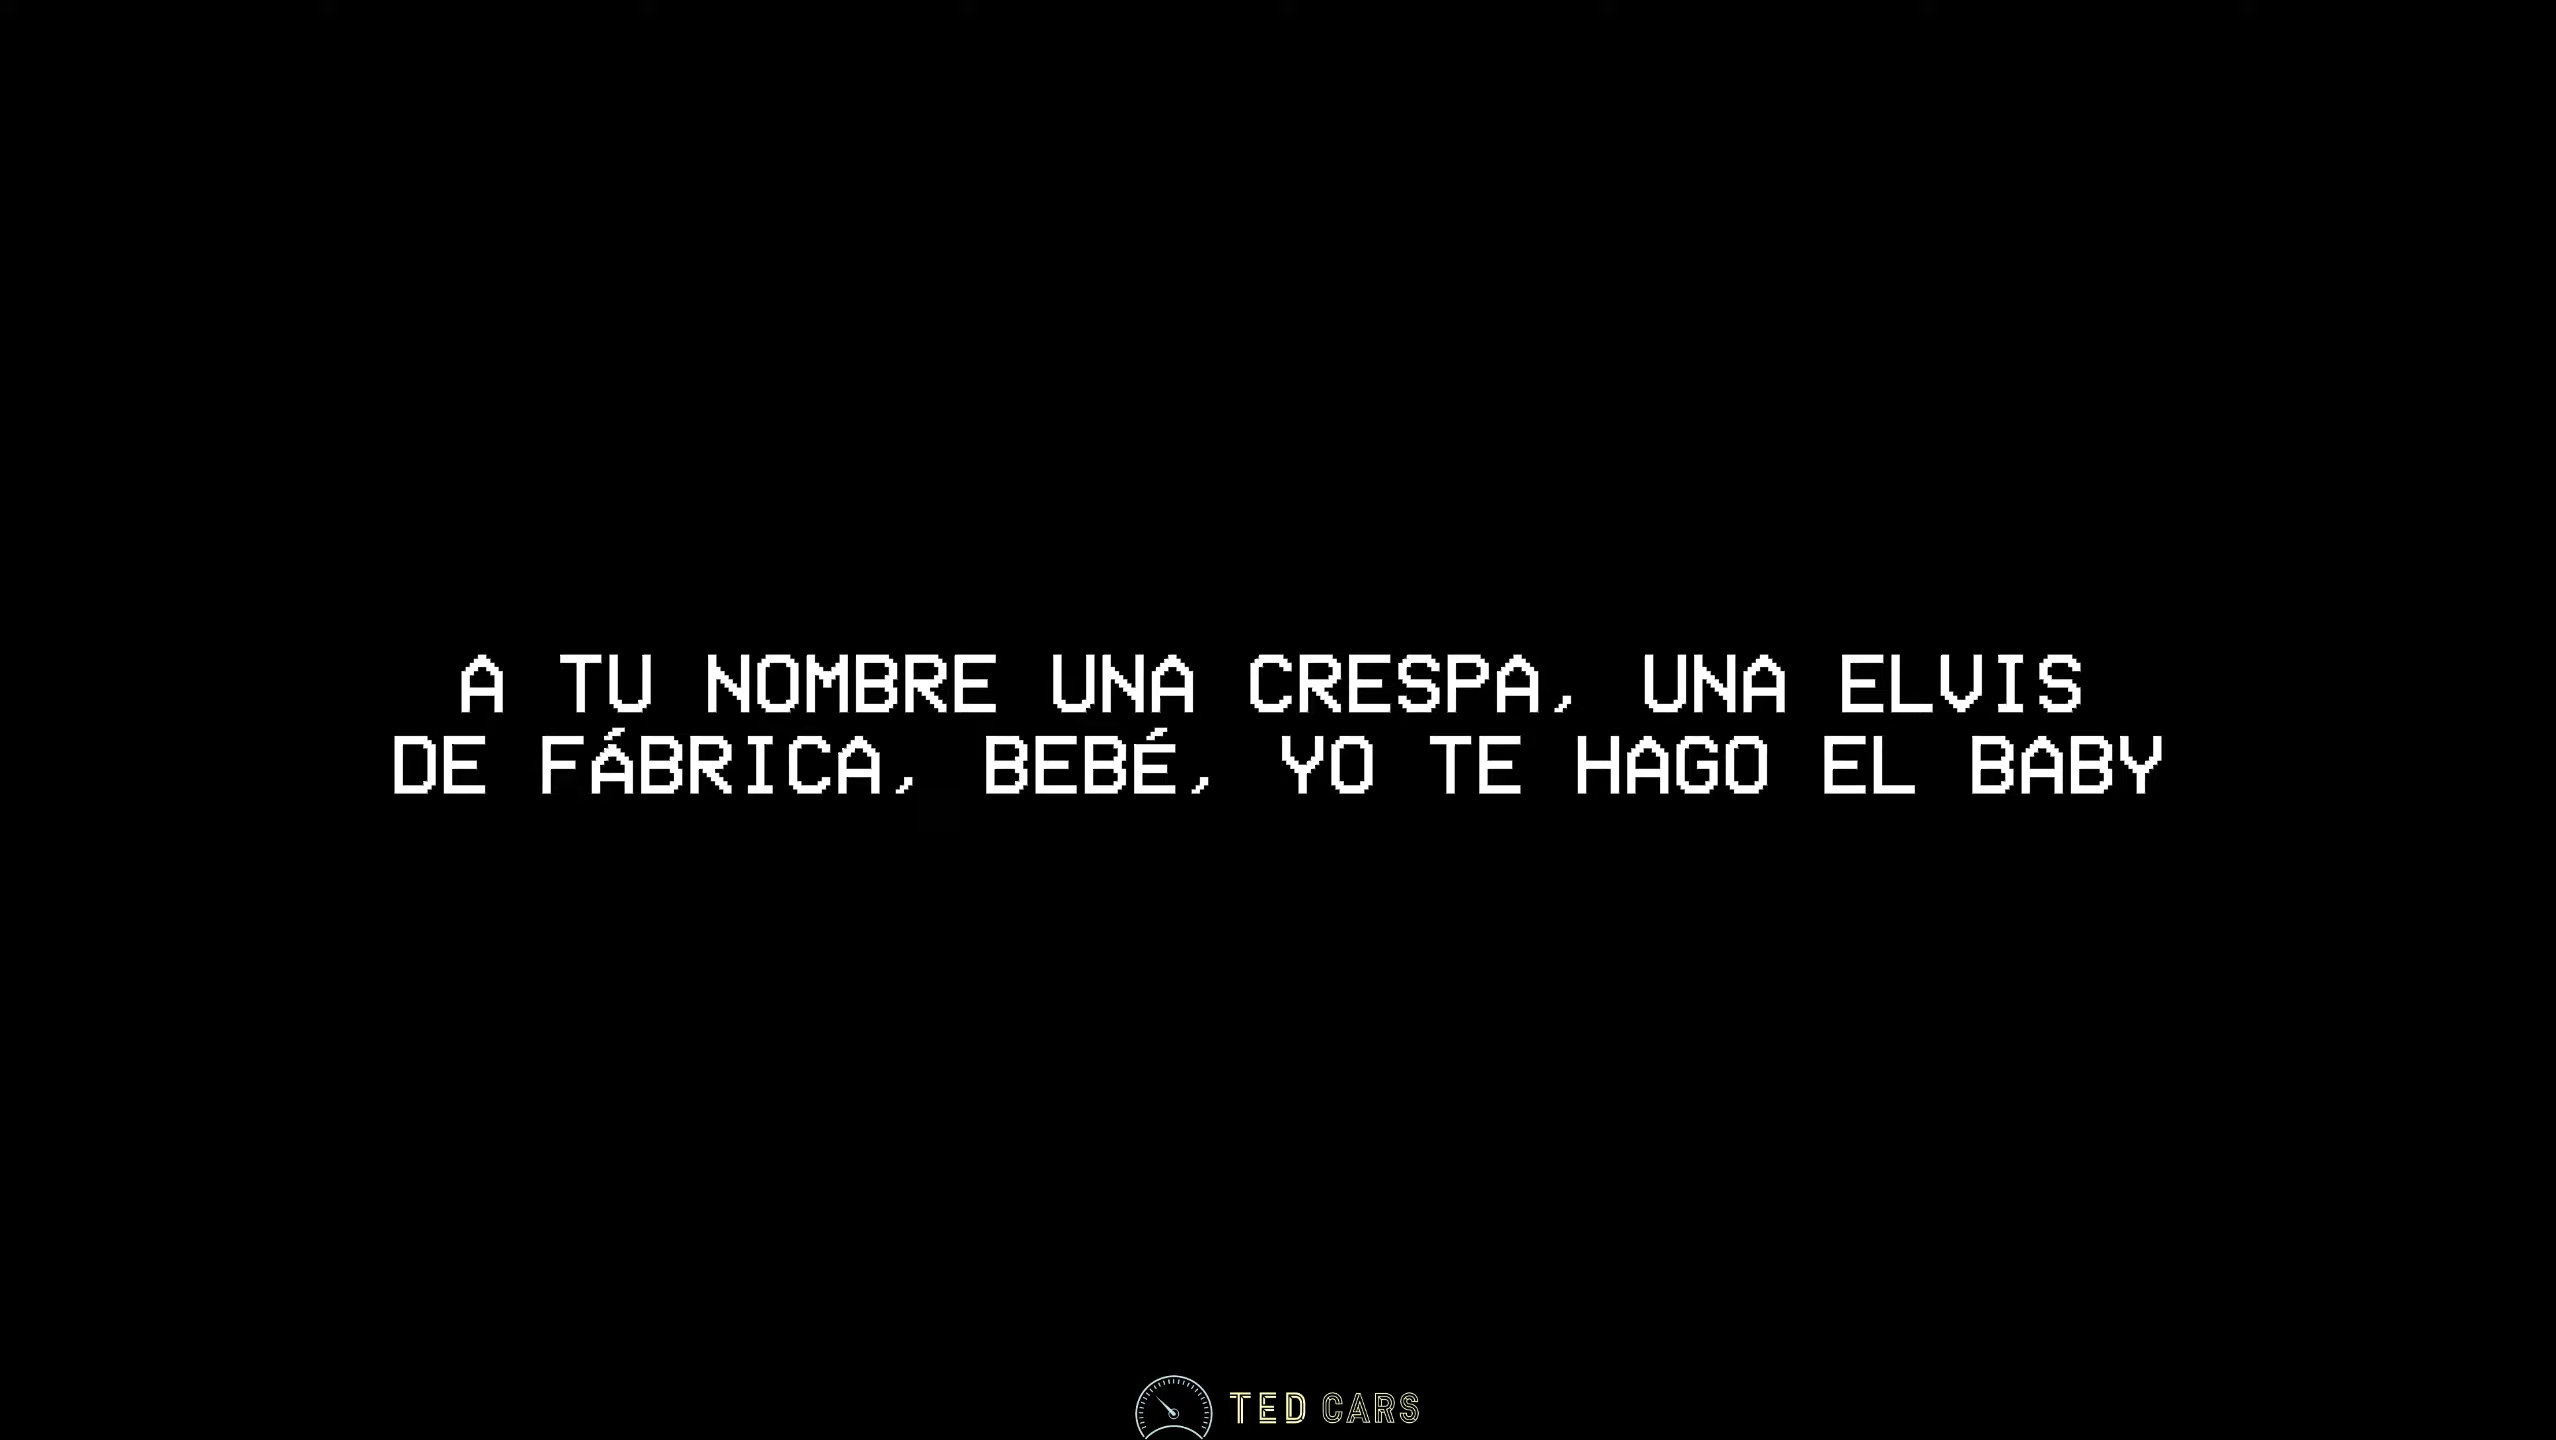 A TU NOMBRE UNA CRESPA, UNA ELVIS
DE FÁBRICA, BEBÉ, YO TE HAGO EL BABY
TED CARS